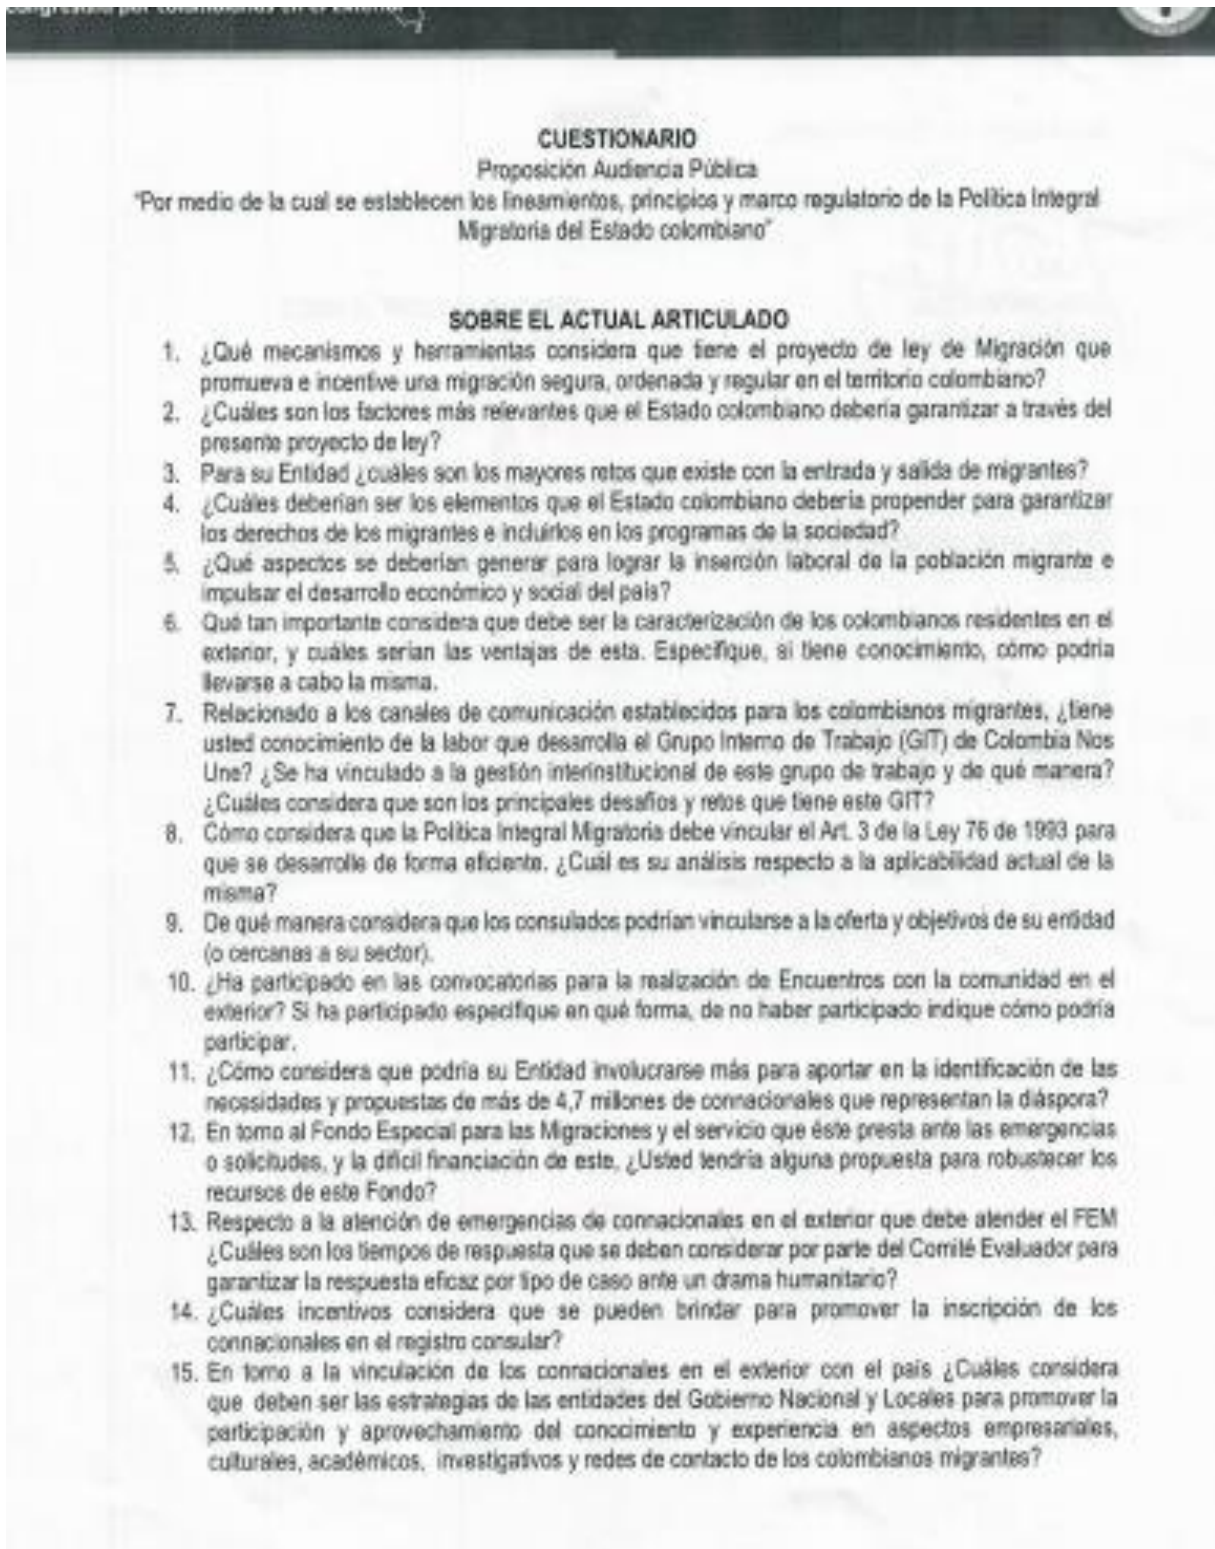 por colombianos en el exterior
CUESTIONARIO
Proposición Audiencia Pública
"Por medio de la cual se establecen los lineamientos, principios y marco regulatorio de la Política Integral
Migratoria del Estado colombiano"
SOBRE EL ACTUAL ARTICULADO
1. ¿Qué mecanismos y herramientas considera que tiene el proyecto de ley de Migración que
promueva e incentive una migración segura, ordenada y regular en el territorio colombiano?
2. ¿Cuáles son los factores más relevantes que el Estado colombiano debería garantizar a través del
presente proyecto de ley?
3. Para su Entidad ¿cuáles son los mayores retos que existe con la entrada y salida de migrantes?
4. ¿Cuáles deberían ser los elementos que el Estado colombiano debería propender para garantizar
los derechos de los migrantes e incluirlos en los programas de la sociedad?
5. ¿Qué aspectos se deberían generar para lograr la inserción laboral de la población migrante e
impulsar el desarrollo económico y social del país?
6. Qué tan importante considera que debe ser la caracterización de los colombianos residentes en el
exterior, y cuáles serían las ventajas de esta. Especifique, si tiene conocimiento, cómo podría
llevarse a cabo la misma.
7. Relacionado a los canales de comunicación establecidos para los colombianos migrantes, ¿tiene
usted conocimiento de la labor que desarrolla el Grupo Interno de Trabajo (GIT) de Colombia Nos
Une? ¿Se ha vinculado a la gestión interinstitucional de este grupo de trabajo y de qué manera?
¿Cuáles considera que son los principales desafíos y retos que tiene este GIT?
8. Cómo considera que la Política Integral Migratoria debe vincular el Art. 3 de la Ley 76 de 1993 para
que se desarrolle de forma eficiente. ¿Cuál es su análisis respecto a la aplicabilidad actual de la
misma?
9. De qué manera considera que los consulados podrían vincularse a la oferta y objetivos de su entidad
(o cercanas a su sector).
10. ¿Ha participado en las convocatorias para la realización de Encuentros con la comunidad en el
exterior? Si ha participado especifique en qué forma, de no haber participado indique cómo podría
participar.
11. ¿Cómo considera que podría su Entidad involucrarse más para aportar en la identificación de las
necesidades y propuestas de más de 4,7 millones de connacionales que representan la diáspora?
12. En torno al Fondo Especial para las Migraciones y el servicio que éste presta ante las emergencias
o solicitudes, y la difícil financiación de este, ¿Usted tendría alguna propuesta para robustecer los
recursos de este Fondo?
13. Respecto a la atención de emergencias de connacionales en el exterior que debe atender el FEM
¿Cuáles son los tiempos de respuesta que se deben considerar por parte del Comité Evaluador para
garantizar la respuesta eficaz por tipo de caso ante un drama humanitario?
14. ¿Cuáles incentivos considera que se pueden brindar para promover la inscripción de los
connacionales en el registro consular?
15. En torno a la vinculación de los connacionales en el exterior con el país ¿Cuáles considera
que deben ser las estrategias de las entidades del Gobierno Nacional y Locales para promover la
participación y aprovechamiento del conocimiento y experiencia en aspectos empresariales,
culturales, académicos, investigativos y redes de contacto de los colombianos migrantes?